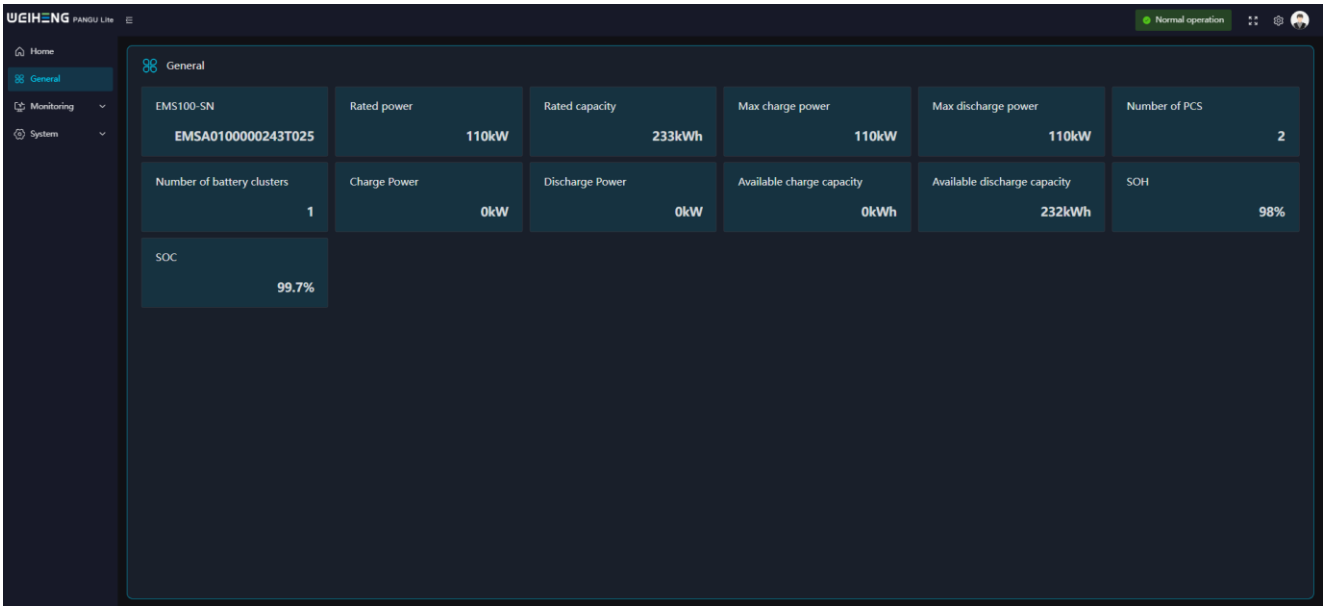 WEIHENG PANGU Lite
Normal operation
Home
General
Monitoring
System
General
EMS100-SN
EMSA0100000243T025
Rated power
110kW
Rated capacity
233kWh
Max charge power
110kW
Max discharge power
110kW
Number of PCS
2
Number of battery clusters
1
Charge Power
0kW
Discharge Power
0kW
Available charge capacity
0kWh
Available discharge capacity
232kWh
SOH
98%
SOC
99.7%